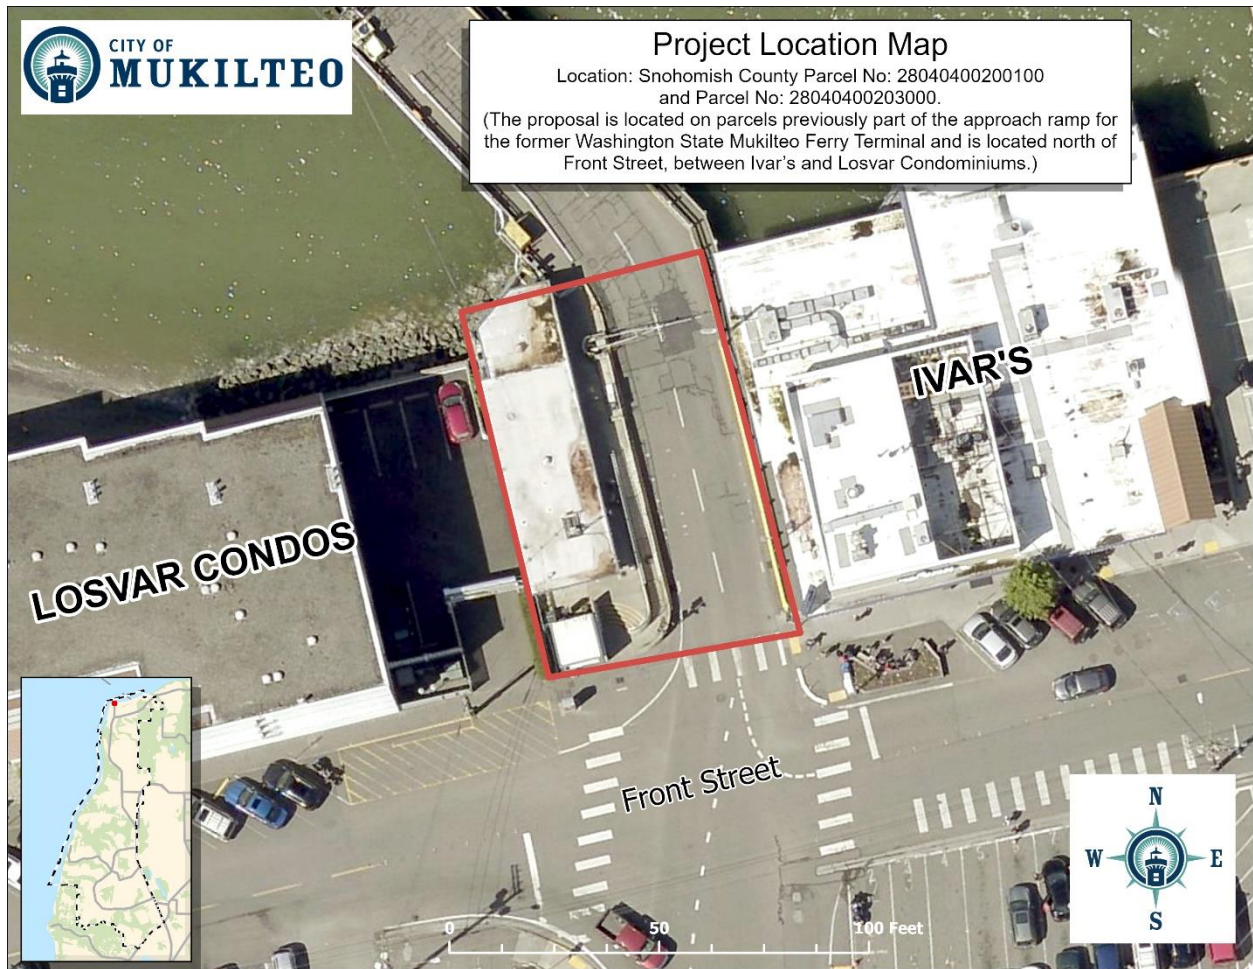 CITY OF
MUKILTEO
Project Location Map
Location: Snohomish County Parcel No: 28040400200100
and Parcel No: 28040400203000.
(The proposal is located on parcels previously part of the approach ramp for
the former Washington State Mukilteo Ferry Terminal and is located north of
Front Street, between Ivar's and Losvar Condominiums.)
IVAR'S
LOSVAR CONDOS
Front Street
N
W E
S
0 50 100 Feet